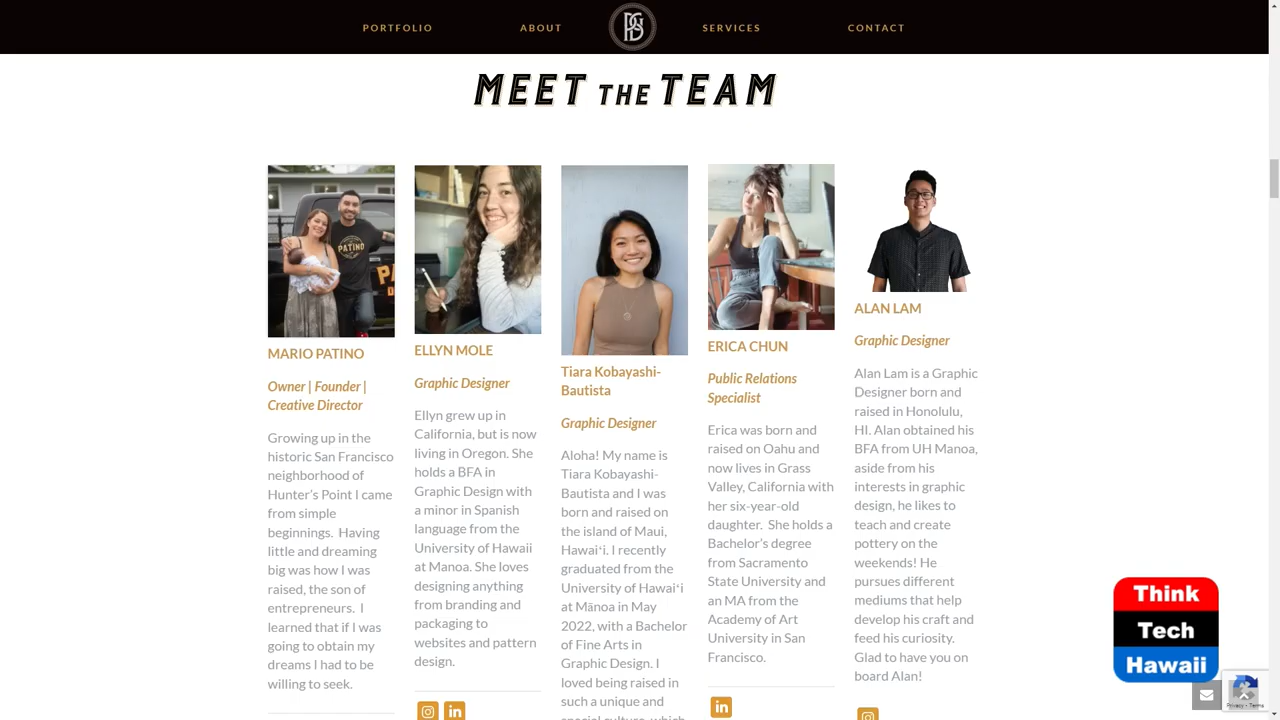 PORTFOLIO
ABOUT
SERVICES
CONTACT
MEET THE TEAM
PATINO
MARIO PATINO
Owner | Founder |
Creative Director
Growing up in the
historic San Francisco
neighborhood of
Hunter's Point I came
from simple
beginnings.  Having
little and dreaming
big was how I was
raised, the son of
entrepreneurs.  I
learned that if I was
going to obtain my
dreams I had to be
willing to seek.
ELLYN MOLE
Graphic Designer
Ellyn grew up in
California, but is now
living in Oregon. She
holds a BFA in
Graphic Design with
a minor in Spanish
language from the
University of Hawaii
at Manoa. She loves
designing anything
from branding and
packaging to
websites and pattern
design.
Tiara Kobayashi-
Bautista
Graphic Designer
Aloha! My name is
Tiara Kobayashi-
Bautista and I was
born and raised on
the island of Maui,
Hawaiʻi. I recently
graduated from the
University of Hawaiʻi
at Mānoa in May
2022, with a Bachelor
of Fine Arts in
Graphic Design. I
loved being raised in
such a unique and
special culture, which
ERICA CHUN
Public Relations
Specialist
Erica was born and
raised on Oahu and
now lives in Grass
Valley, California with
her six-year-old
daughter.  She holds a
Bachelor's degree
from Sacramento
State University and
an MA from the
Academy of Art
University in San
Francisco.
ALAN LAM
Graphic Designer
Alan Lam is a Graphic
Designer born and
raised in Honolulu,
HI. Alan obtained his
BFA from UH Manoa,
aside from his
interests in graphic
design, he likes to
teach and create
pottery on the
weekends! He
pursues different
mediums that help
develop his craft and
feed his curiosity.
Glad to have you on
board Alan!
Think
Tech
Hawaii
Privacy - Terms